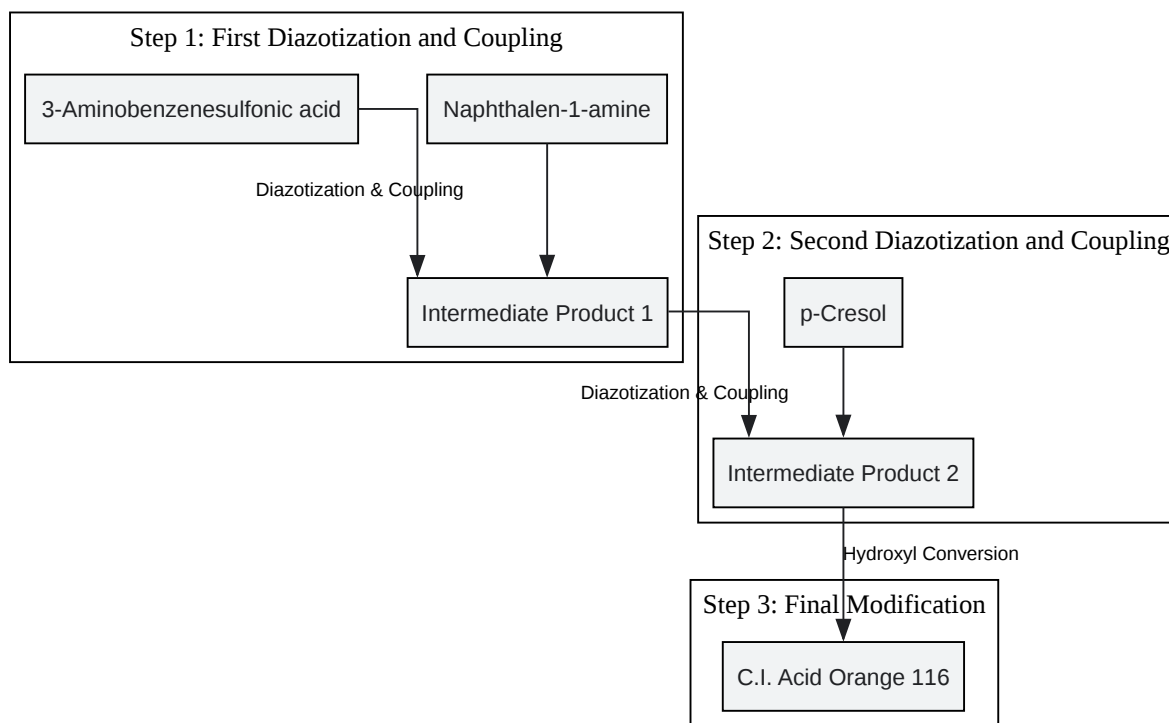 Step 1: First Diazotization and Coupling
3-Aminobenzenesulfonic acid
Naphthalen-1-amine
Diazotization & Coupling
Intermediate Product 1
Step 2: Second Diazotization and Coupling
p-Cresol
Diazotization & Coupling
Intermediate Product 2
Hydroxyl Conversion
Step 3: Final Modification
C.I. Acid Orange 116